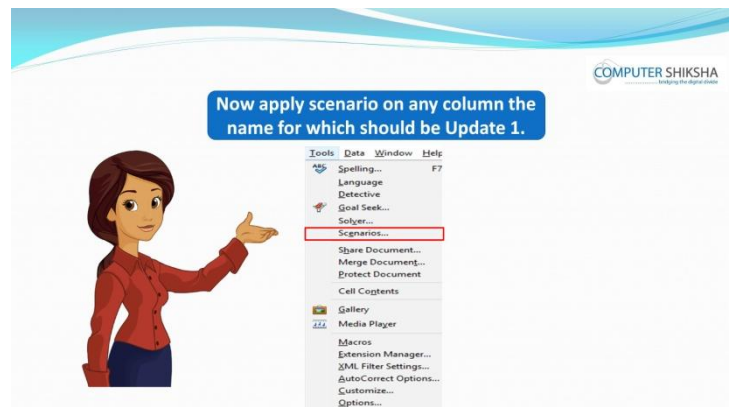 COMPUTER SHIKSHA
bridging the digital divide
Now apply scenario on any column the
name for which should be Update 1.
Tools Data Window Help
ABC Spelling... F7
Language
Detective
Goal Seek...
Solver...
Scenarios...
Share Document...
Merge Document...
Protect Document
Cell Contents
Gallery
Media Player
Macros
Extension Manager...
XML Filter Settings...
AutoCorrect Options...
Customize...
Options...